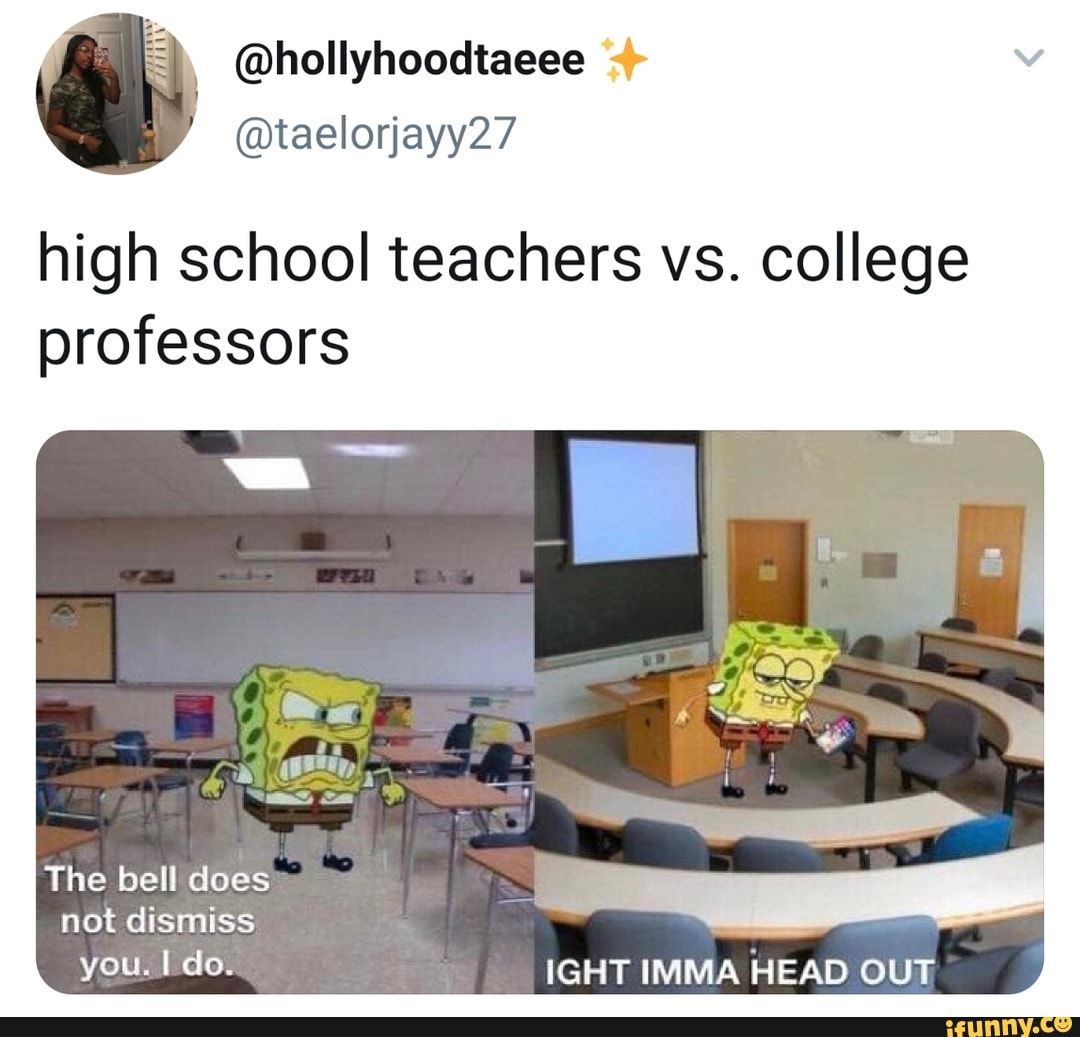 @hollyhoodtaeee ✨
@taelorjayy27
high school teachers vs. college
professors
The bell does
not dismiss
you. I do.
IGHT IMMA HEAD OUT
ifunny.co